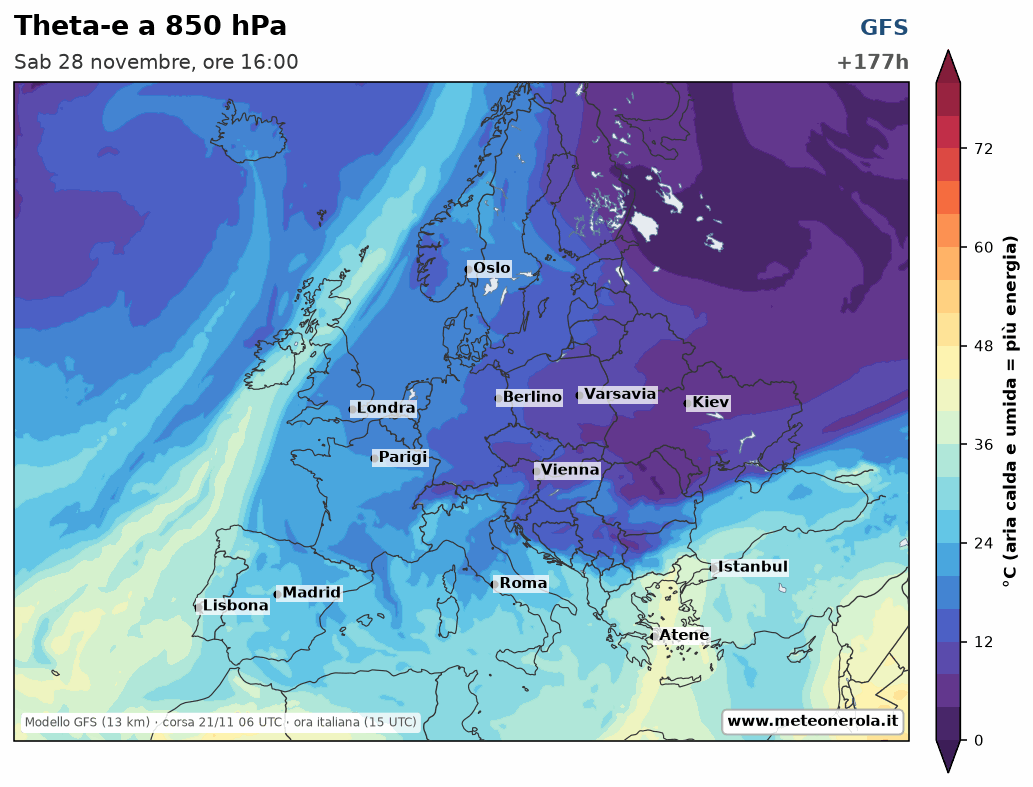 Theta-e a 850 hPa
GFS
Sab 28 novembre, ore 16:00
+177h
Oslo
Berlino
Varsavia
Kiev
Londra
Parigi
Vienna
Istanbul
Roma
Madrid
Lisbona
Atene
Modello GFS (13 km) · corsa 21/11 06 UTC · ora italiana (15 UTC)
www.meteonerola.it
72
60
48
36
24
12
0
°C (aria calda e umida = più energia)